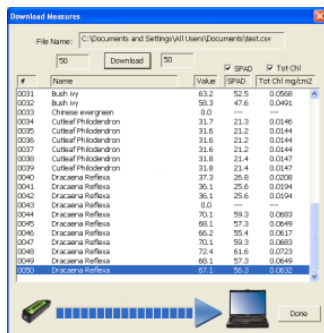 Download Measures
File Name: C:\Documents and Settings\All Users\Documents\test.csv
50 Download 50
SPAD Tot Chl
# Name Value SPAD Tot Chl mg/cm2
0031 Bush Ivy 63.2 52.5 0.0568
0032 Bush Ivy 58.3 47.6 0.0491
0033 Chinese evergreen 0.0 ---- ----
0034 Cutleaf Philodendron 31.7 21.3 0.0146
0035 Cutleaf Philodendron 31.6 21.2 0.0144
0036 Cutleaf Philodendron 31.6 21.2 0.0144
0037 Cutleaf Philodendron 31.6 21.2 0.0144
0038 Cutleaf Philodendron 31.8 21.4 0.0147
0039 Cutleaf Philodendron 31.8 21.4 0.0147
0040 Dracaena Reflexa 37.3 26.8 0.0208
0041 Dracaena Reflexa 36.1 25.6 0.0194
0042 Dracaena Reflexa 36.1 25.6 0.0194
0043 Dracaena Reflexa 0.0 ---- ----
0044 Dracaena Reflexa 70.1 59.3 0.0683
0045 Dracaena Reflexa 68.1 57.3 0.0649
0046 Dracaena Reflexa 66.2 55.4 0.0617
0047 Dracaena Reflexa 70.1 59.3 0.0683
0048 Dracaena Reflexa 72.4 61.6 0.0723
0049 Dracaena Reflexa 68.1 57.3 0.0649
0050 Dracaena Reflexa 67.1 56.3 0.0632
Done